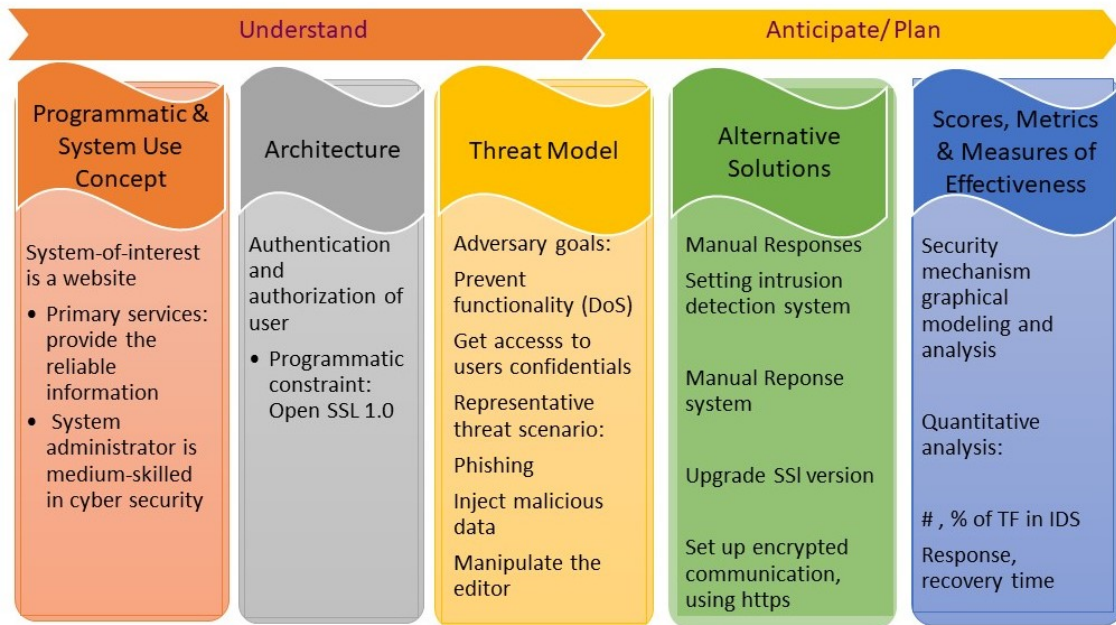 Understand
Anticipate/ Plan
Programmatic &
System Use
Concept
System-of-interest
is a website
• Primary services:
provide the
reliable
information
• System
administrator is
medium-skilled
in cyber security
Architecture
Authentication
and
authorization of
user
• Programmatic
constraint:
Open SSL 1.0
Threat Model
Adversary goals:
Prevent
functionality (DoS)
Get accesss to
users confidentials
Representative
threat scenario:
Phishing
Inject malicious
data
Manipulate the
editor
Alternative
Solutions
Manual Responses
Setting intrusion
detection system
Manual Reponse
system
Upgrade SSl version
Set up encrypted
communication,
using https
Scores, Metrics
& Measures of
Effectiveness
Security
mechanism
graphical
modeling and
analysis
Quantitative
analysis:
# , % of TF in IDS
Response,
recovery time